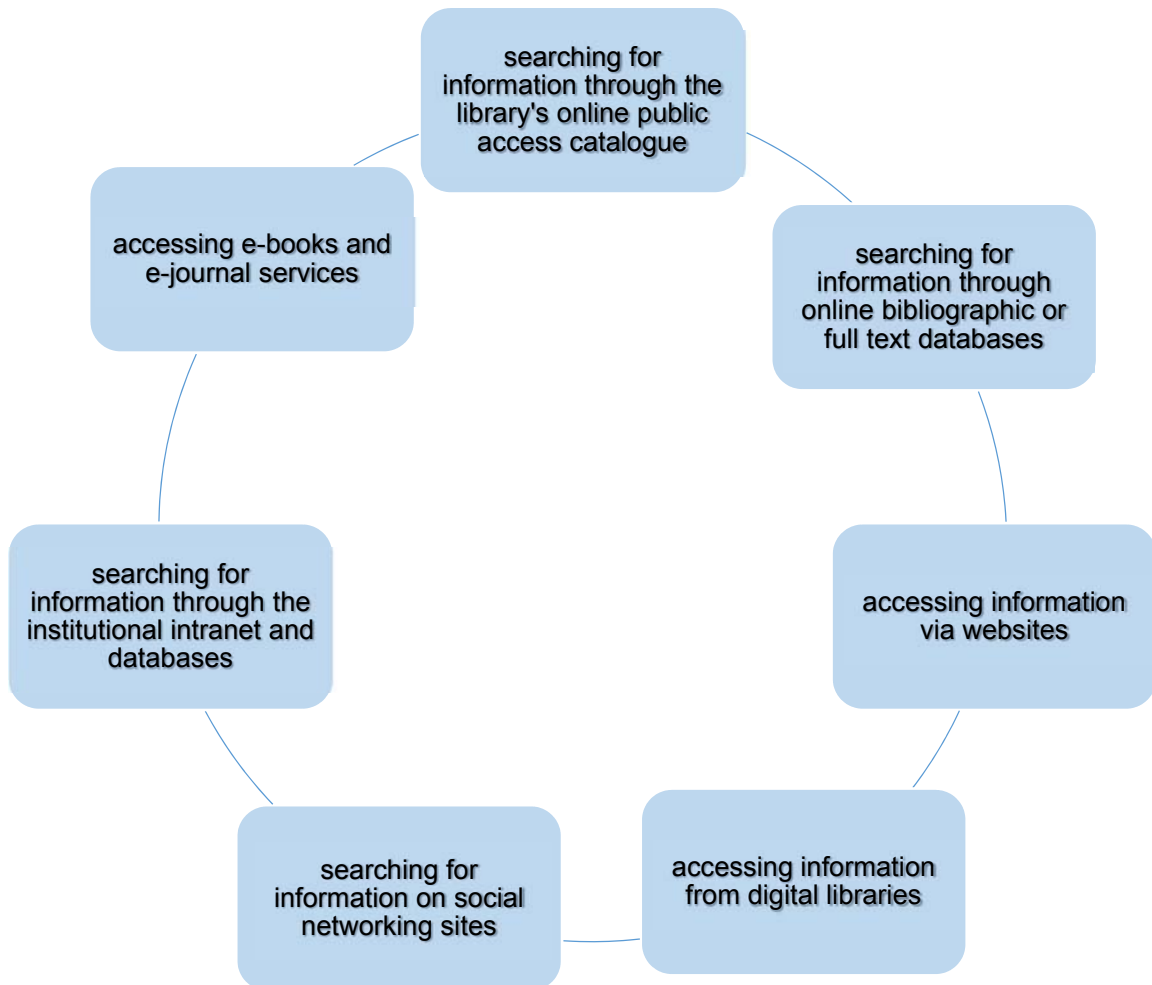 searching for
information through the
library's online public
access catalogue
searching for
information through
online bibliographic or
full text databases
accessing information
via websites
accessing information
from digital libraries
searching for
information on social
networking sites
searching for
information through the
institutional intranet and
databases
accessing e-books and
e-journal services